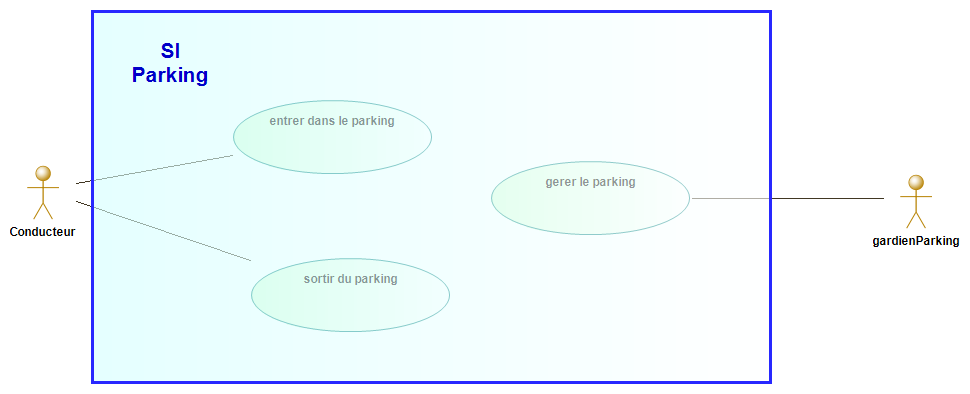 SI
Parking
entrer dans le parking
gerer le parking
Conducteur
gardienParking
sortir du parking